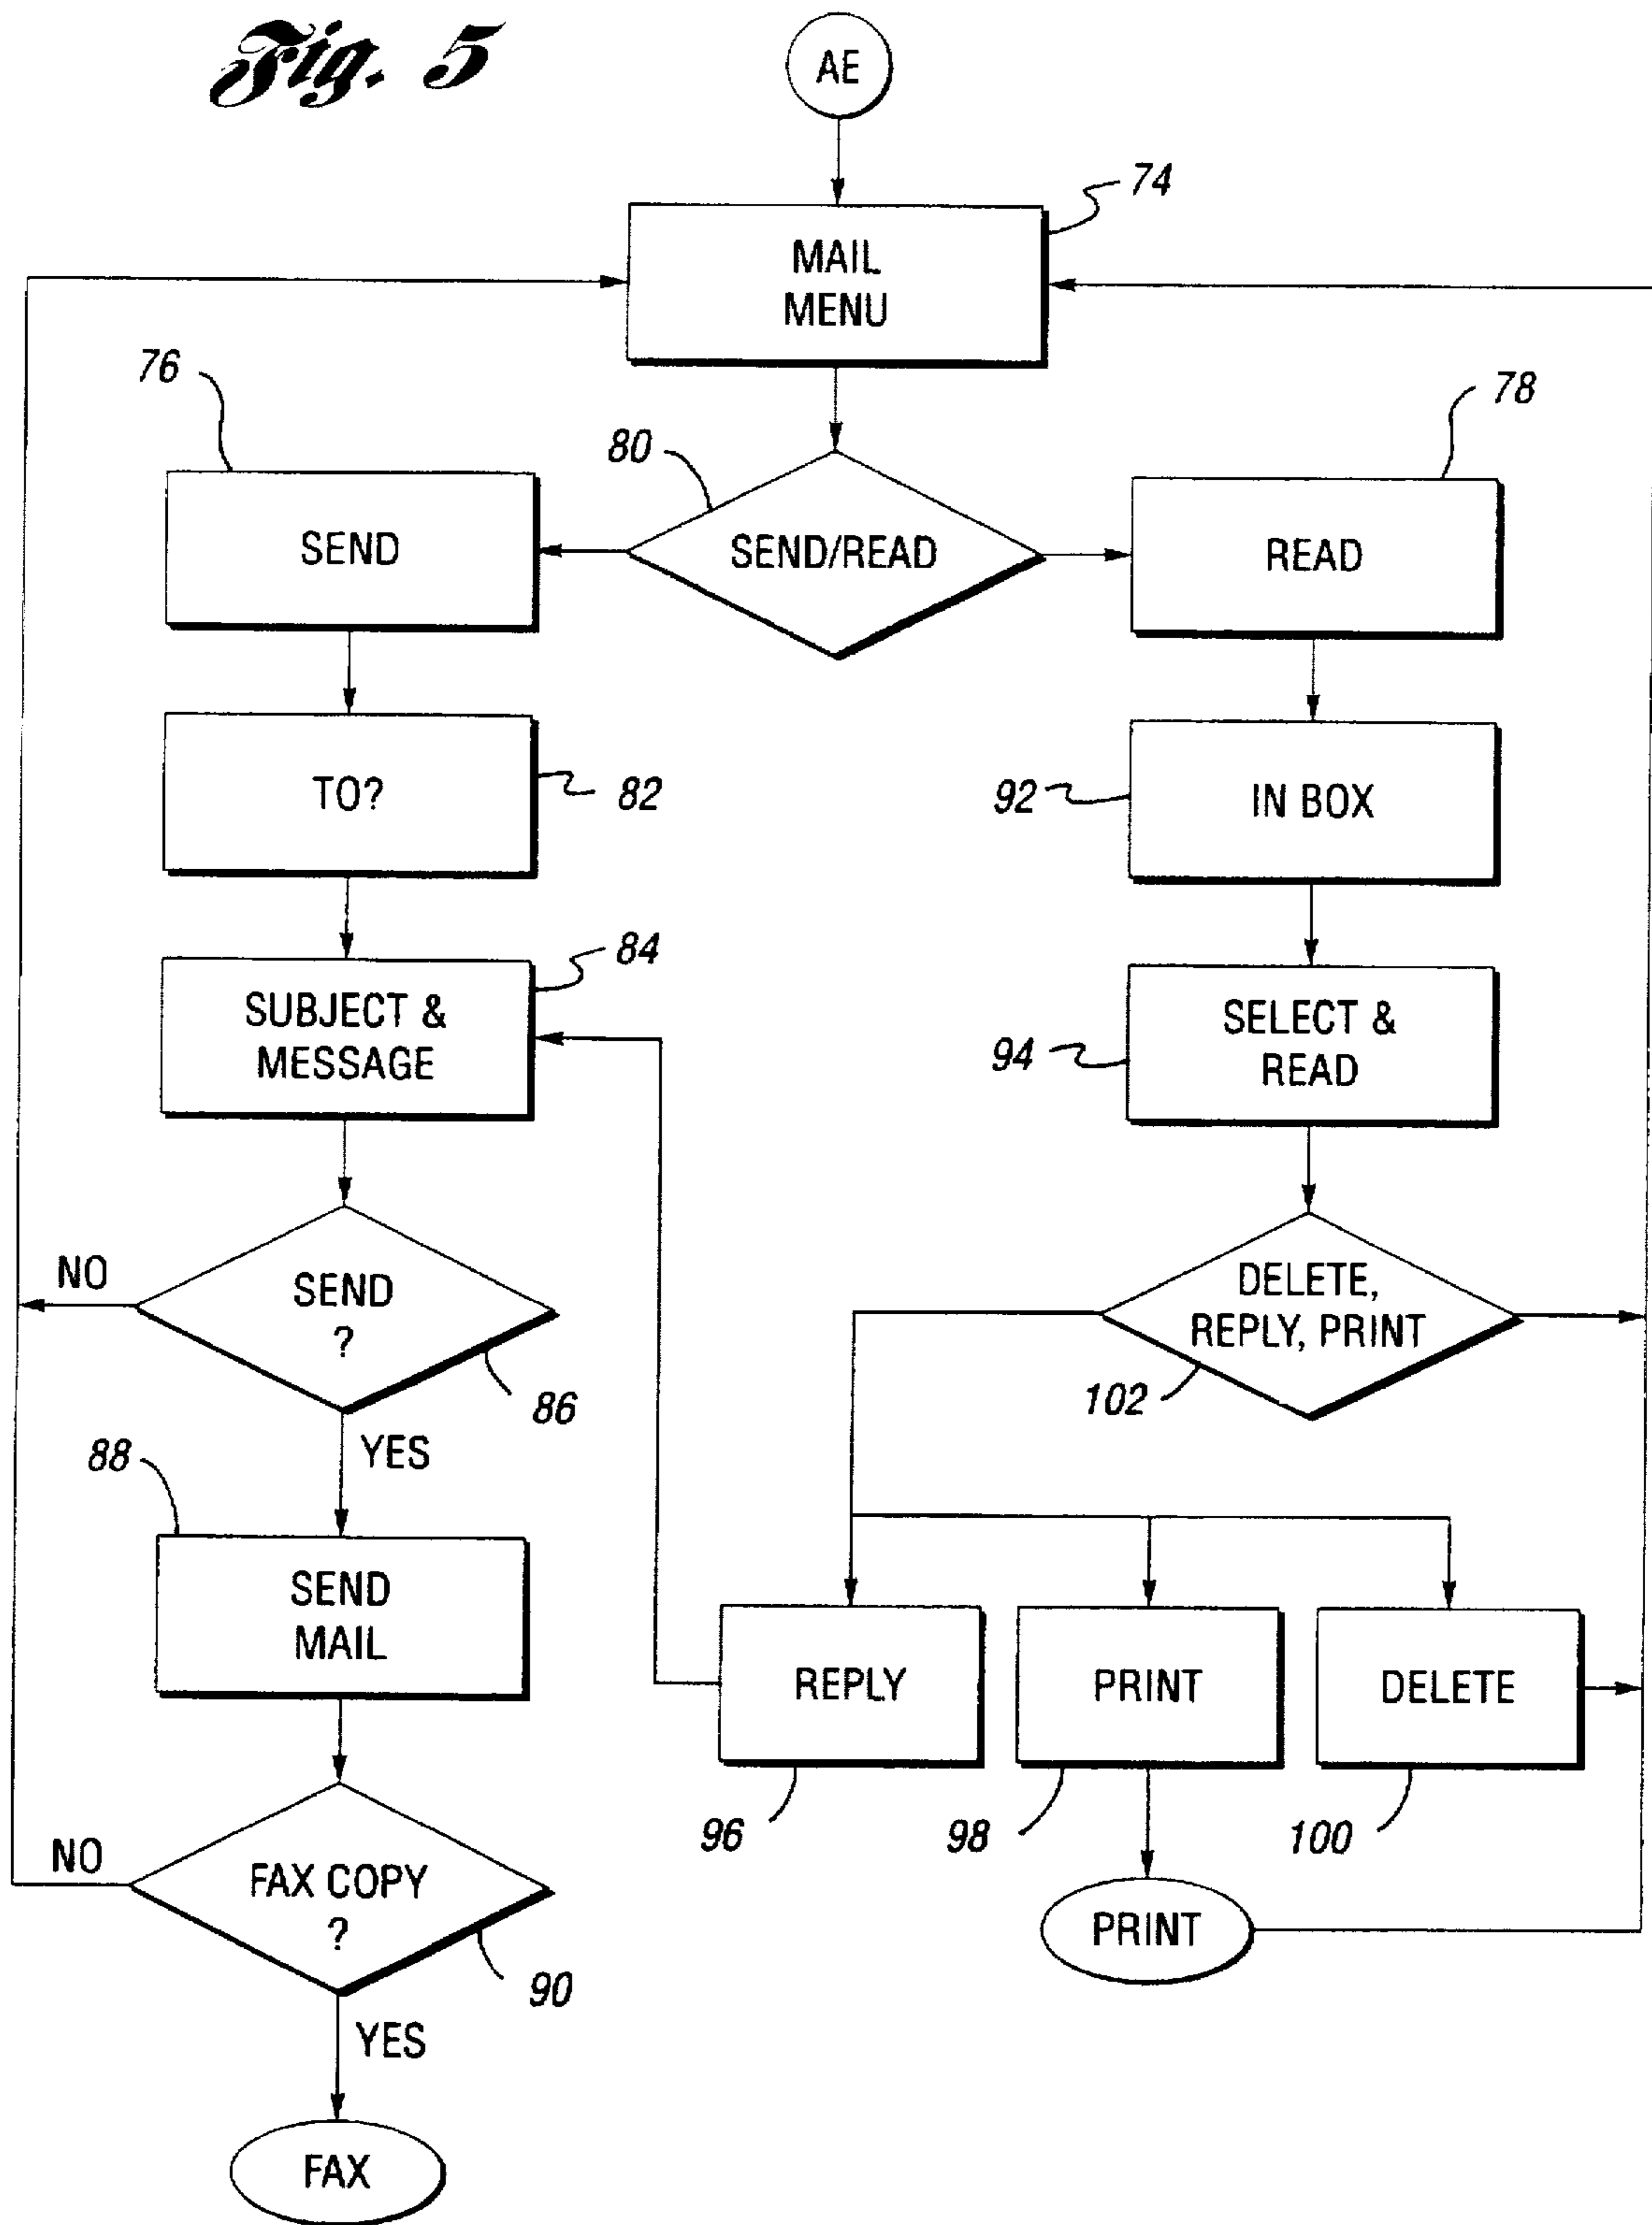 Fig. 5
AE
74
MAIL
MENU
76
78
80
SEND
SEND/READ
READ
TO?
82
92
IN BOX
84
SUBJECT &
MESSAGE
SELECT &
READ
94
NO
SEND
?
86
DELETE,
REPLY, PRINT
102
YES
88
SEND
MAIL
REPLY
PRINT
DELETE
96
98
100
NO
FAX COPY
?
90
PRINT
YES
FAX